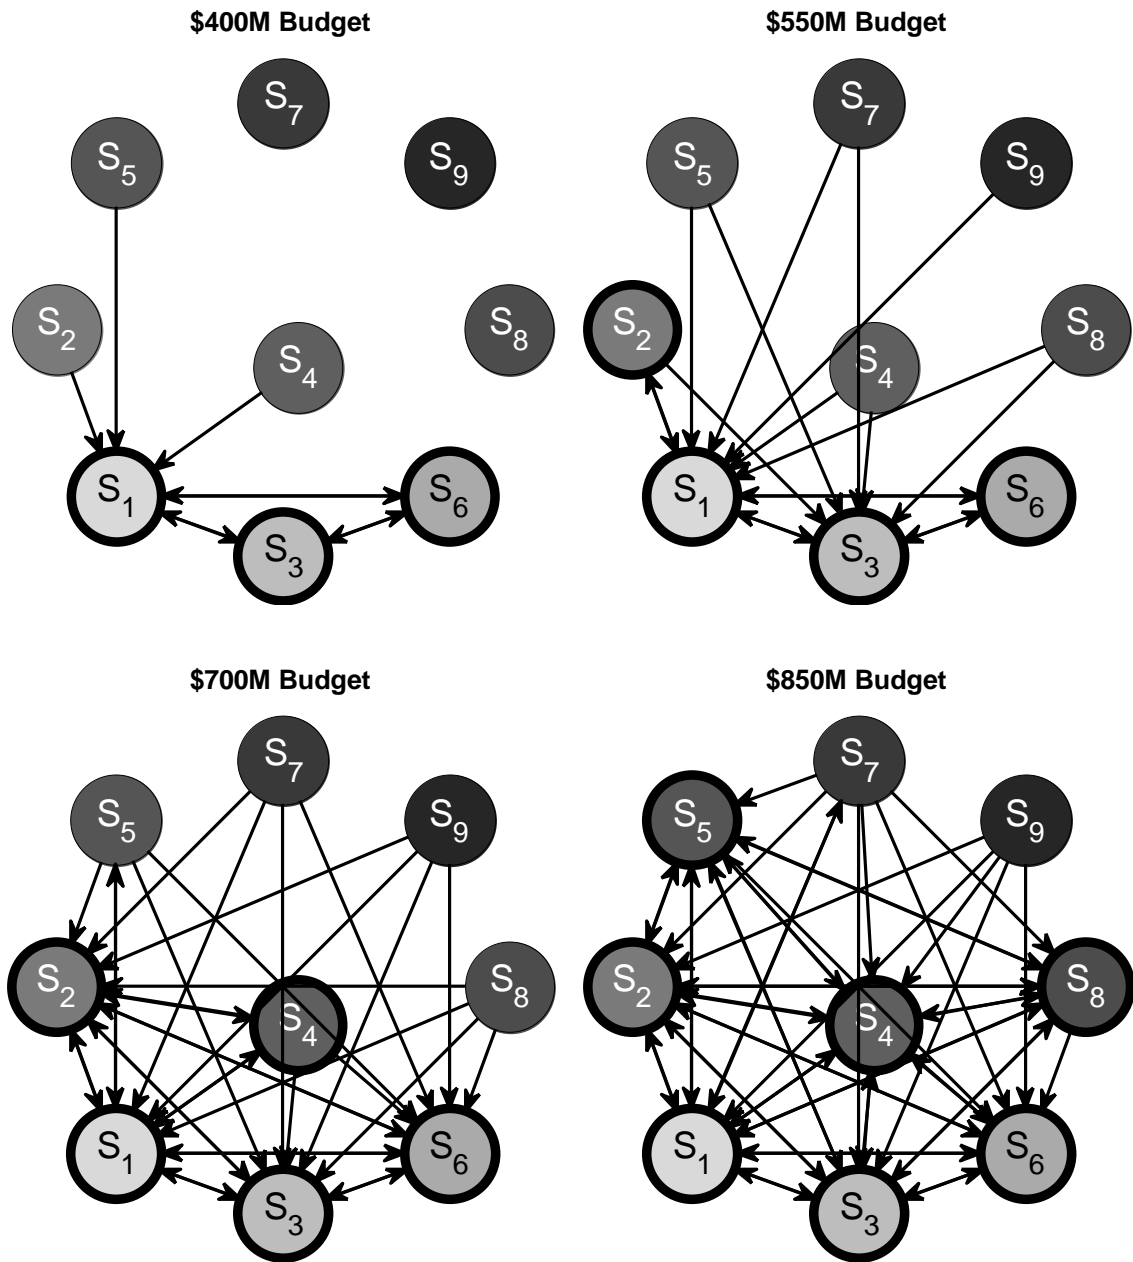 $400M Budget
S7
S5
S9
S2
S8
S4
S1
S6
S3
$550M Budget
S7
S5
S9
S2
S8
S4
S1
S6
S3
$700M Budget
S7
S5
S9
S2
S8
S4
S1
S6
S3
$850M Budget
S7
S5
S9
S2
S8
S4
S1
S6
S3